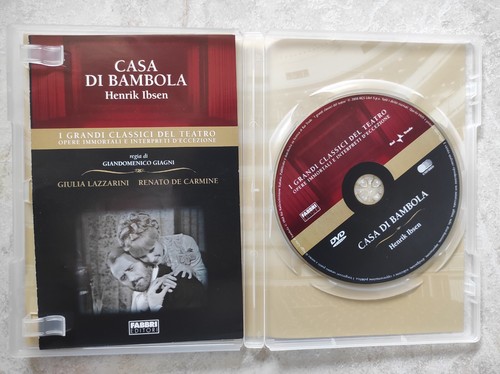 CASA
DI BAMBOLA
Henrik Ibsen
I GRANDI CLASSICI DEL TEATRO
OPERE IMMORTALI E INTERPRETI D'ECCEZIONE
regia di
GIANDOMENICO GIAGNI
GIULIA LAZZARINI RENATO DE CARMINE
FABBRI
EDITORI
I GRANDI CLASSICI DEL TEATRO
OPERE IMMORTALI E INTERPRETI D'ECCEZIONE
FABBRI
EDITORI
DVD
CASA DI BAMBOLA
Henrik Ibsen